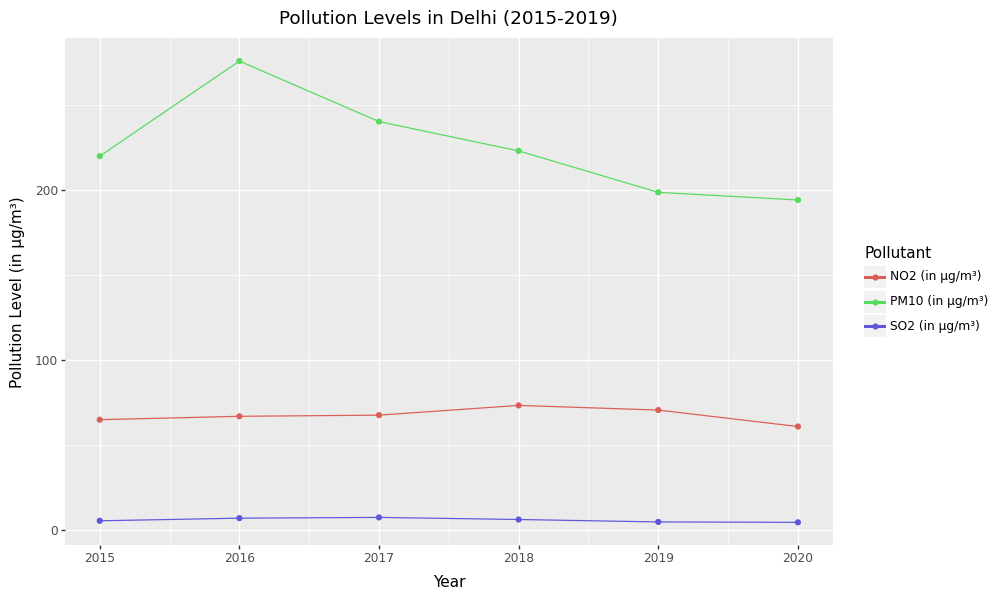 Pollution Levels in Delhi (2015-2019)
Pollution Level (in µg/m³)
200
100
0
2015 2016 2017 2018 2019 2020
Year
Pollutant
NO2 (in µg/m³)
PM10 (in µg/m³)
SO2 (in µg/m³)